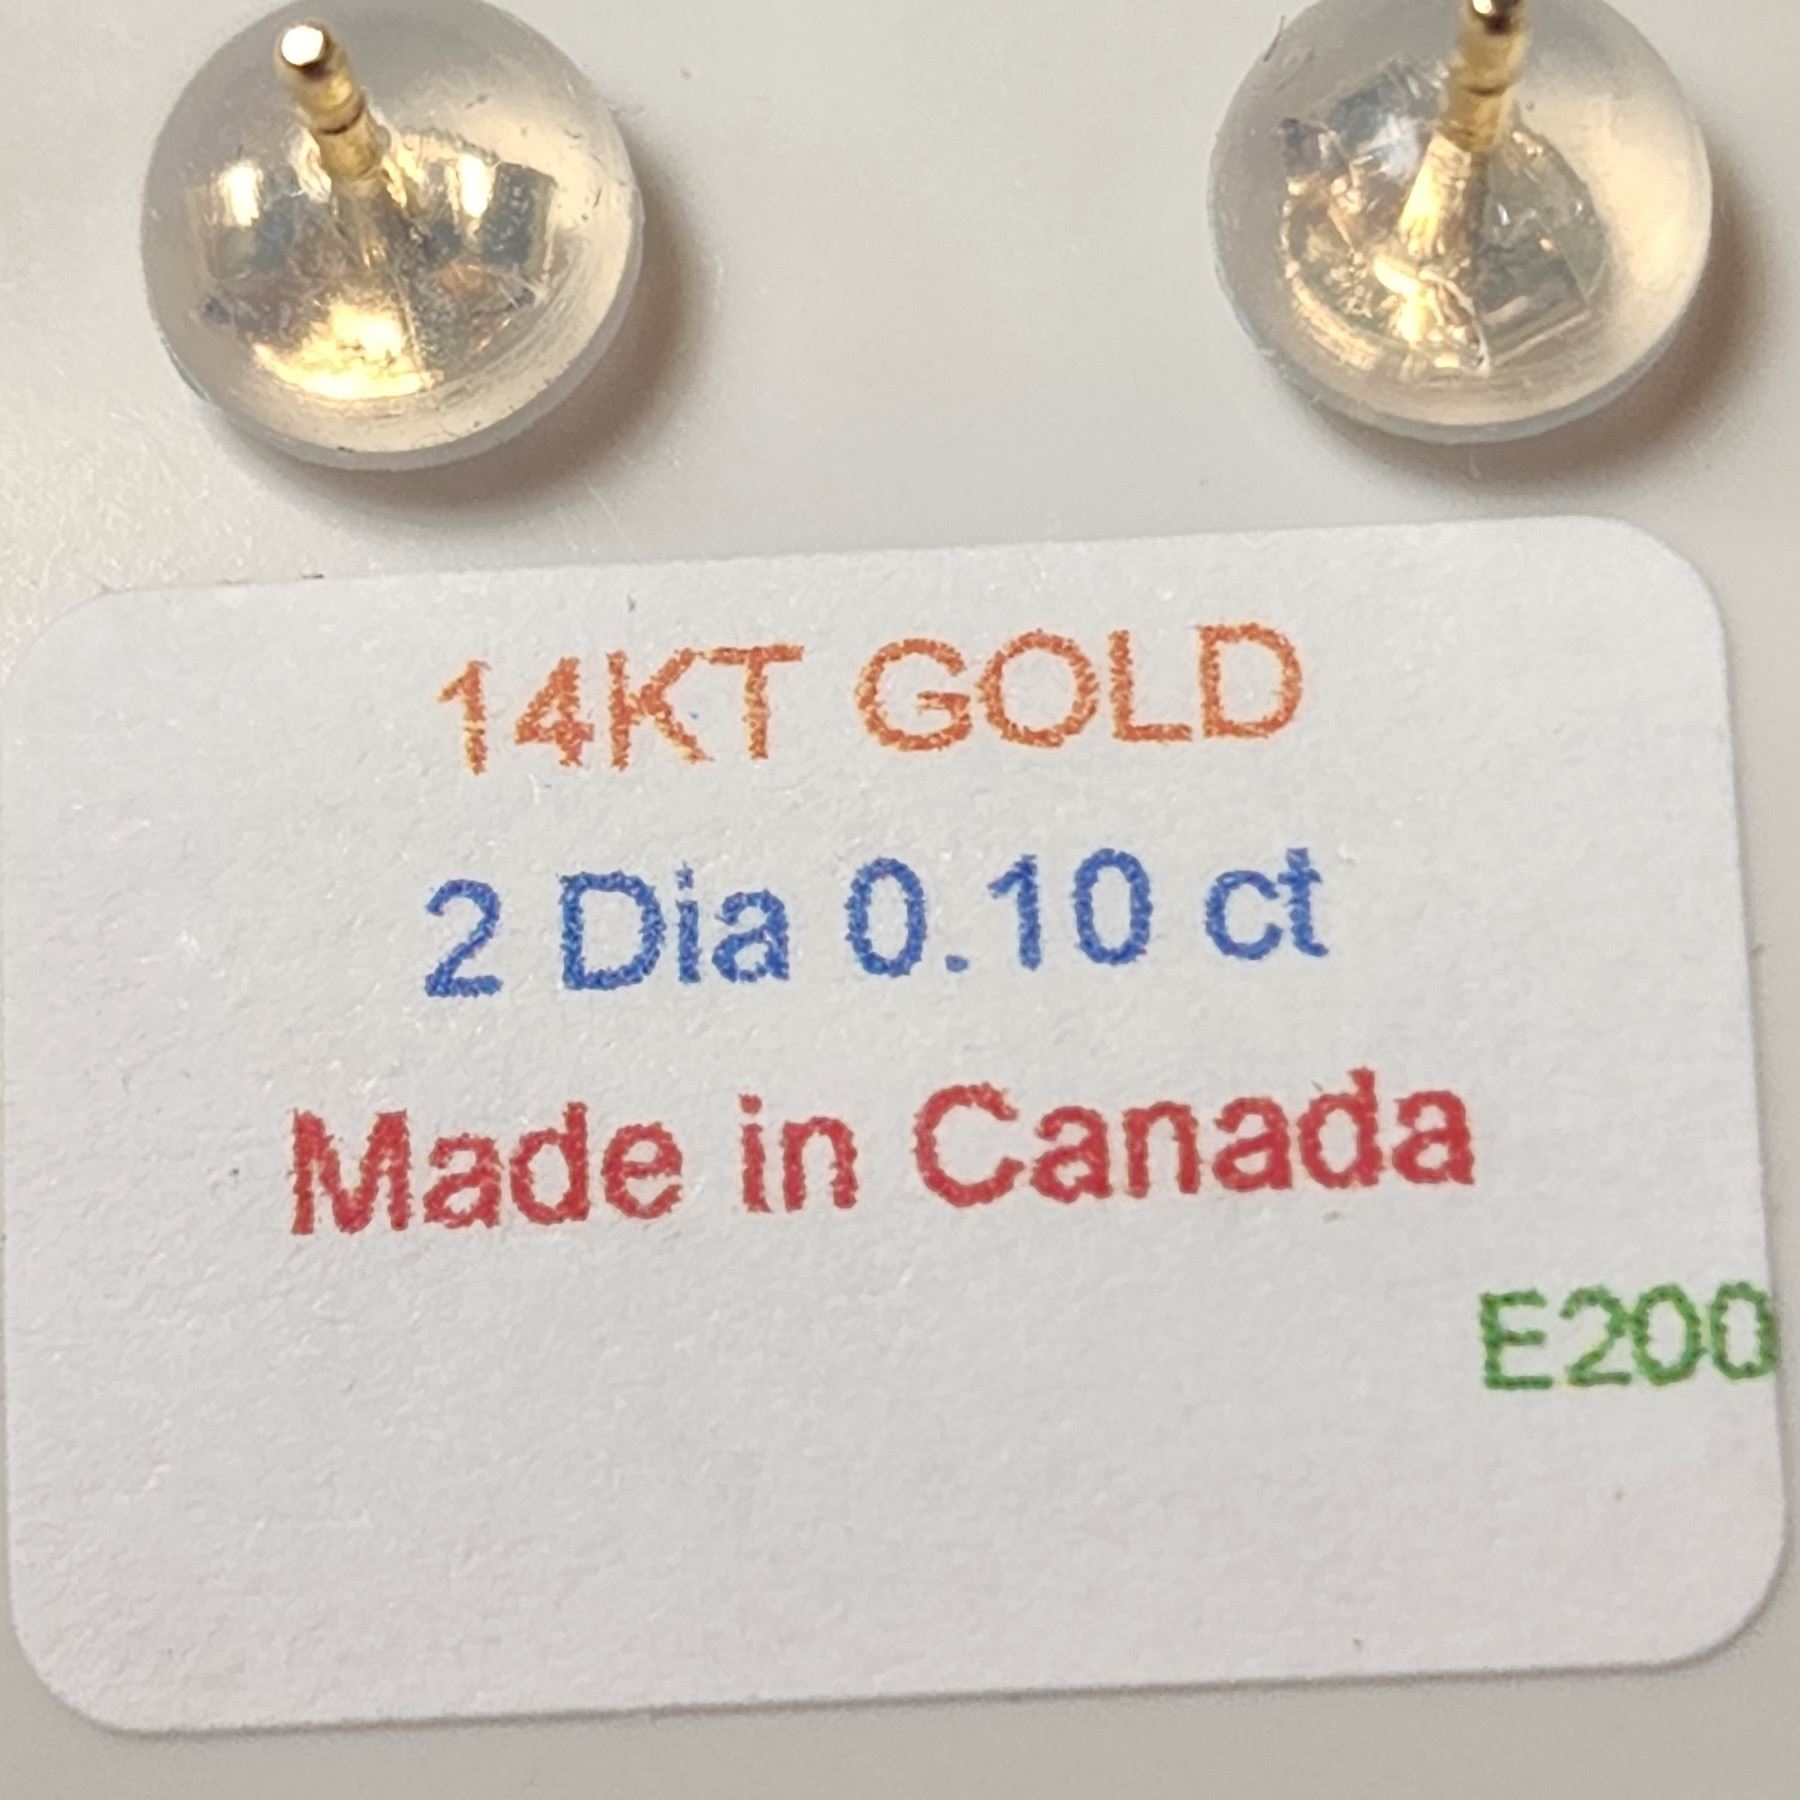 14KT GOLD
2 Dia 0.10 ct
Made in Canada
E200